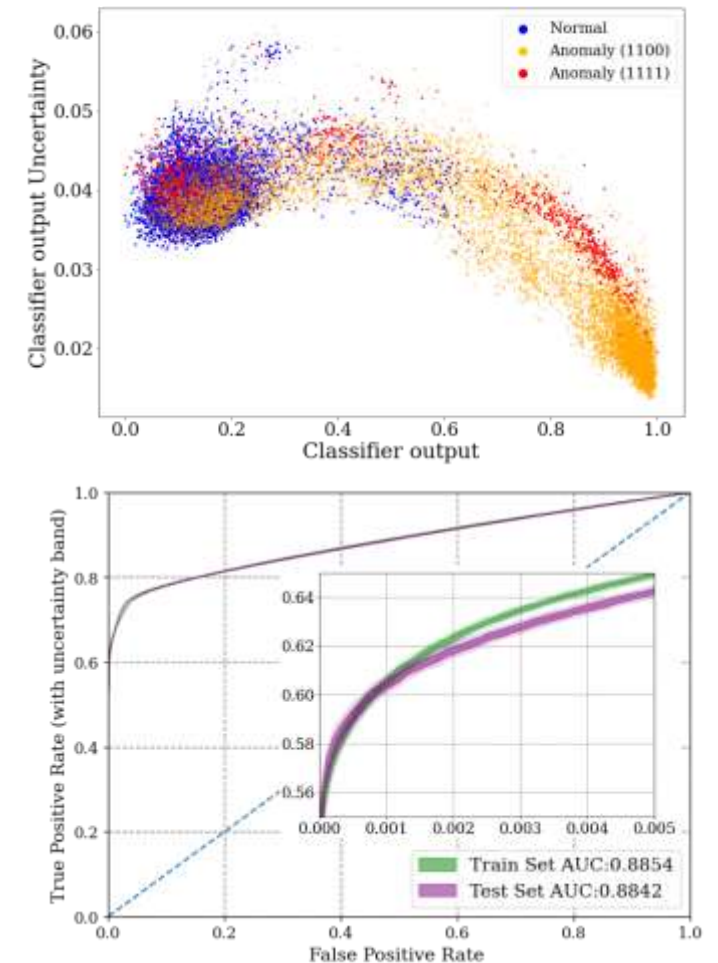 Classifier output Uncertainty
0.06
0.05
0.04
0.03
0.02
Normal
Anomaly (1100)
Anomaly (1111)
0.0 0.2 0.4 0.6 0.8 1.0
Classifier output
True Positive Rate (with uncertainty band)
1.0
0.8
0.6
0.4
0.2
0.0
0.64
0.62
0.60
0.58
0.56
0.000 0.001 0.002 0.003 0.004 0.005
Train Set AUC:0.8854
Test Set AUC:0.8842
0.0 0.2 0.4 0.6 0.8 1.0
False Positive Rate